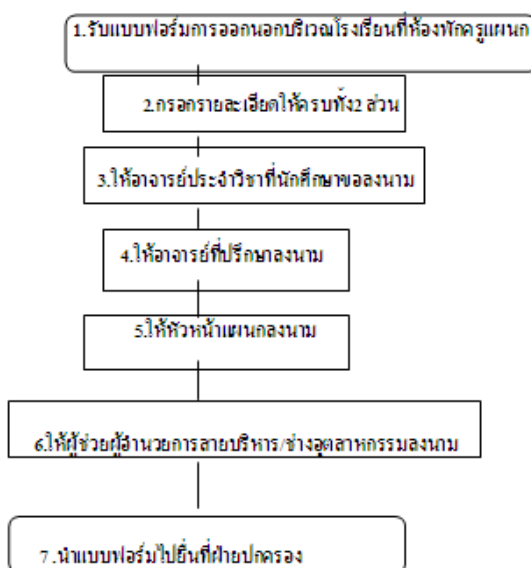 1.รับแบบฟอร์มการออกนอกบริเวณโรงเรียนที่ห้องพักครูแผนก
2.กรอกรายละเอียดให้ครบทั้ง2 ส่วน
3.ให้อาจารย์ประจำวิชาที่นักศึกษาขอลงนาม
4.ให้อาจารย์ที่ปรึกษาลงนาม
5.ให้หัวหน้าแผนกลงนาม
6.ให้ผู้ช่วยผู้อำนวยการสายบริหาร/ช่างอุตสาหกรรมลงนาม
7.นำแบบฟอร์มไปยื่นที่ฝ่ายปกครอง